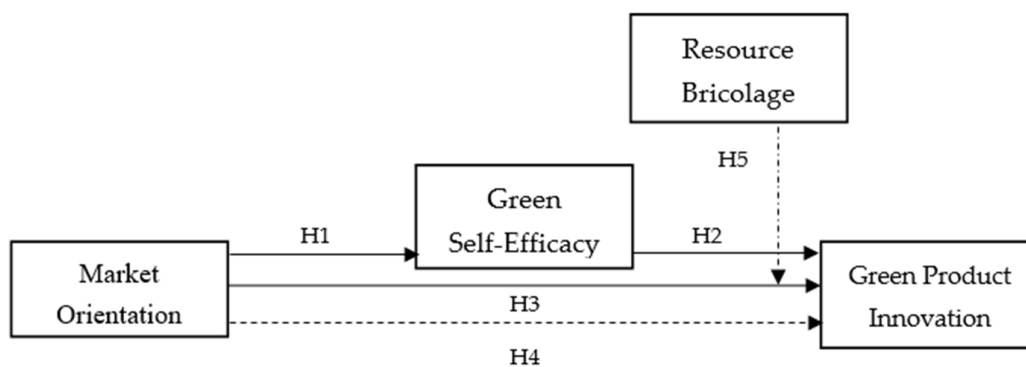 Resource
Bricolage
H5
Green
Self-Efficacy
H1
H2
Market
Orientation
Green Product
Innovation
H3
H4